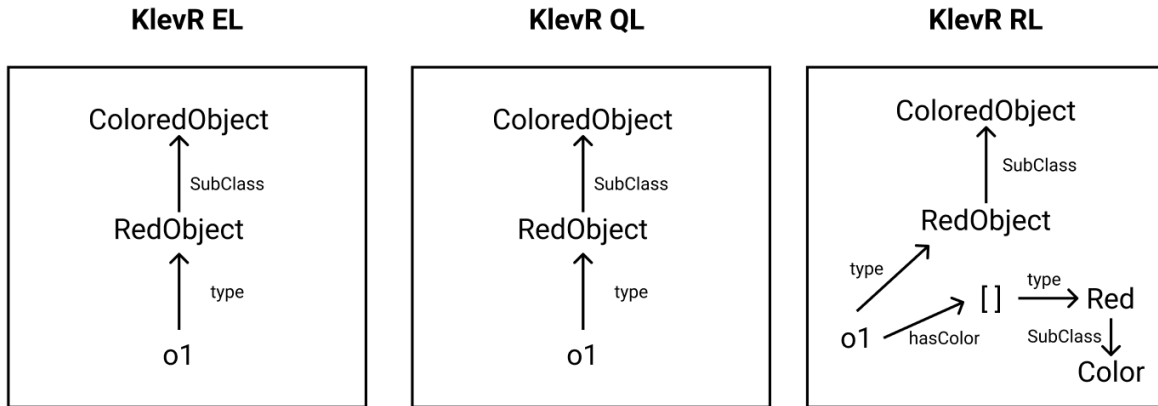 KlevR EL
ColoredObject
SubClass
RedObject
type
o1
KlevR QL
ColoredObject
SubClass
RedObject
type
o1
KlevR RL
ColoredObject
SubClass
RedObject
type
type
[ ]
Red
o1
hasColor
SubClass
Color